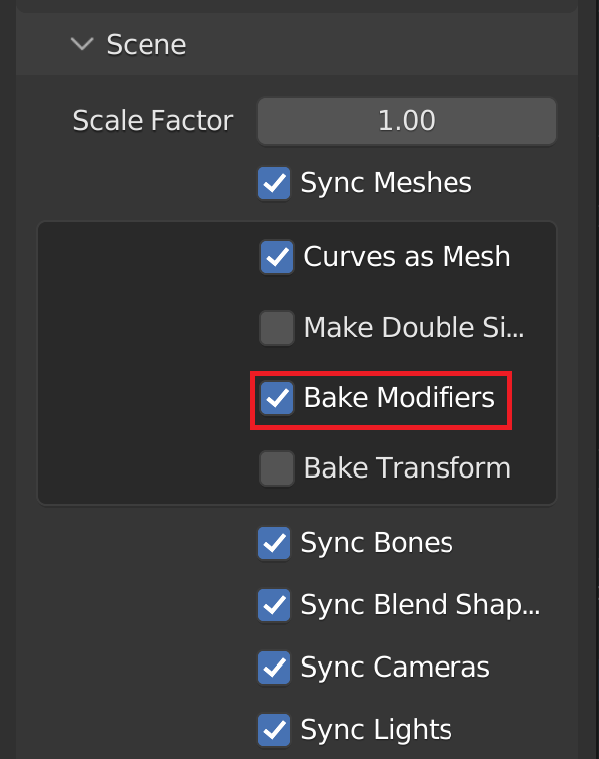 Scene
Scale Factor 1.00
Sync Meshes
Curves as Mesh
Make Double Si...
Bake Modifiers
Bake Transform
Sync Bones
Sync Blend Shap...
Sync Cameras
Sync Lights